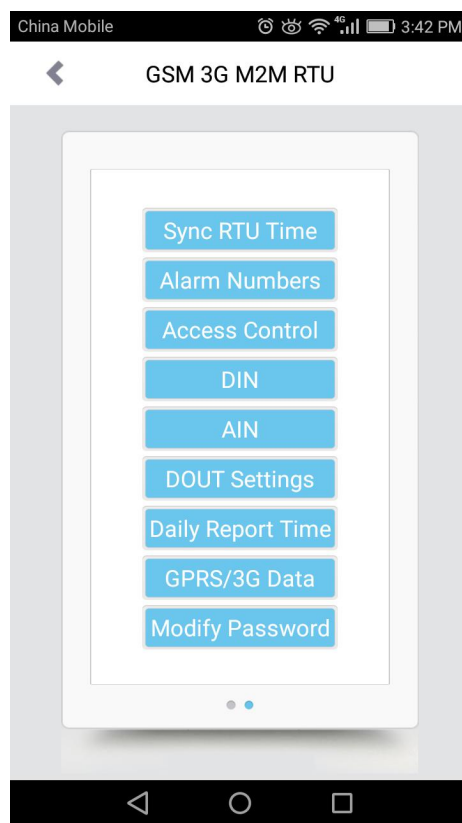 China Mobile 4G 3:42 PM
GSM 3G M2M RTU
Sync RTU Time
Alarm Numbers
Access Control
DIN
AIN
DOUT Settings
Daily Report Time
GPRS/3G Data
Modify Password